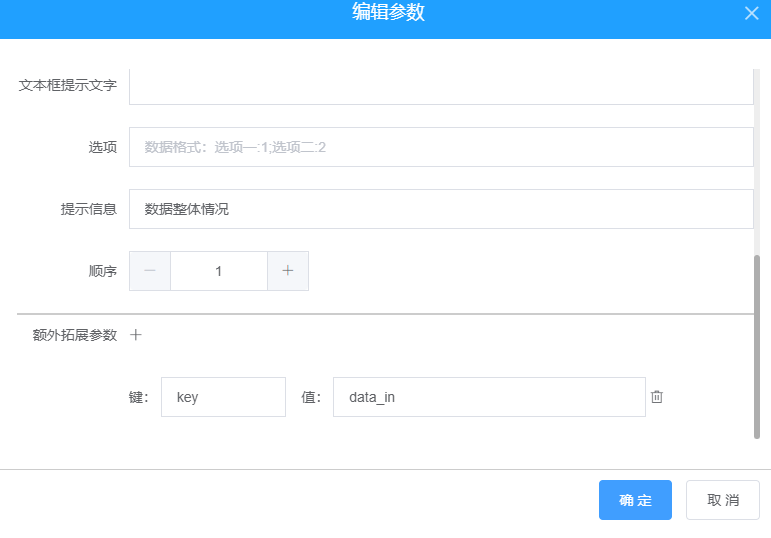 编辑参数
文本框提示文字
选项 数据格式：选项一:1;选项二:2
提示信息 数据整体情况
顺序 1
额外拓展参数
键： key 值： data_in
确 定 取 消